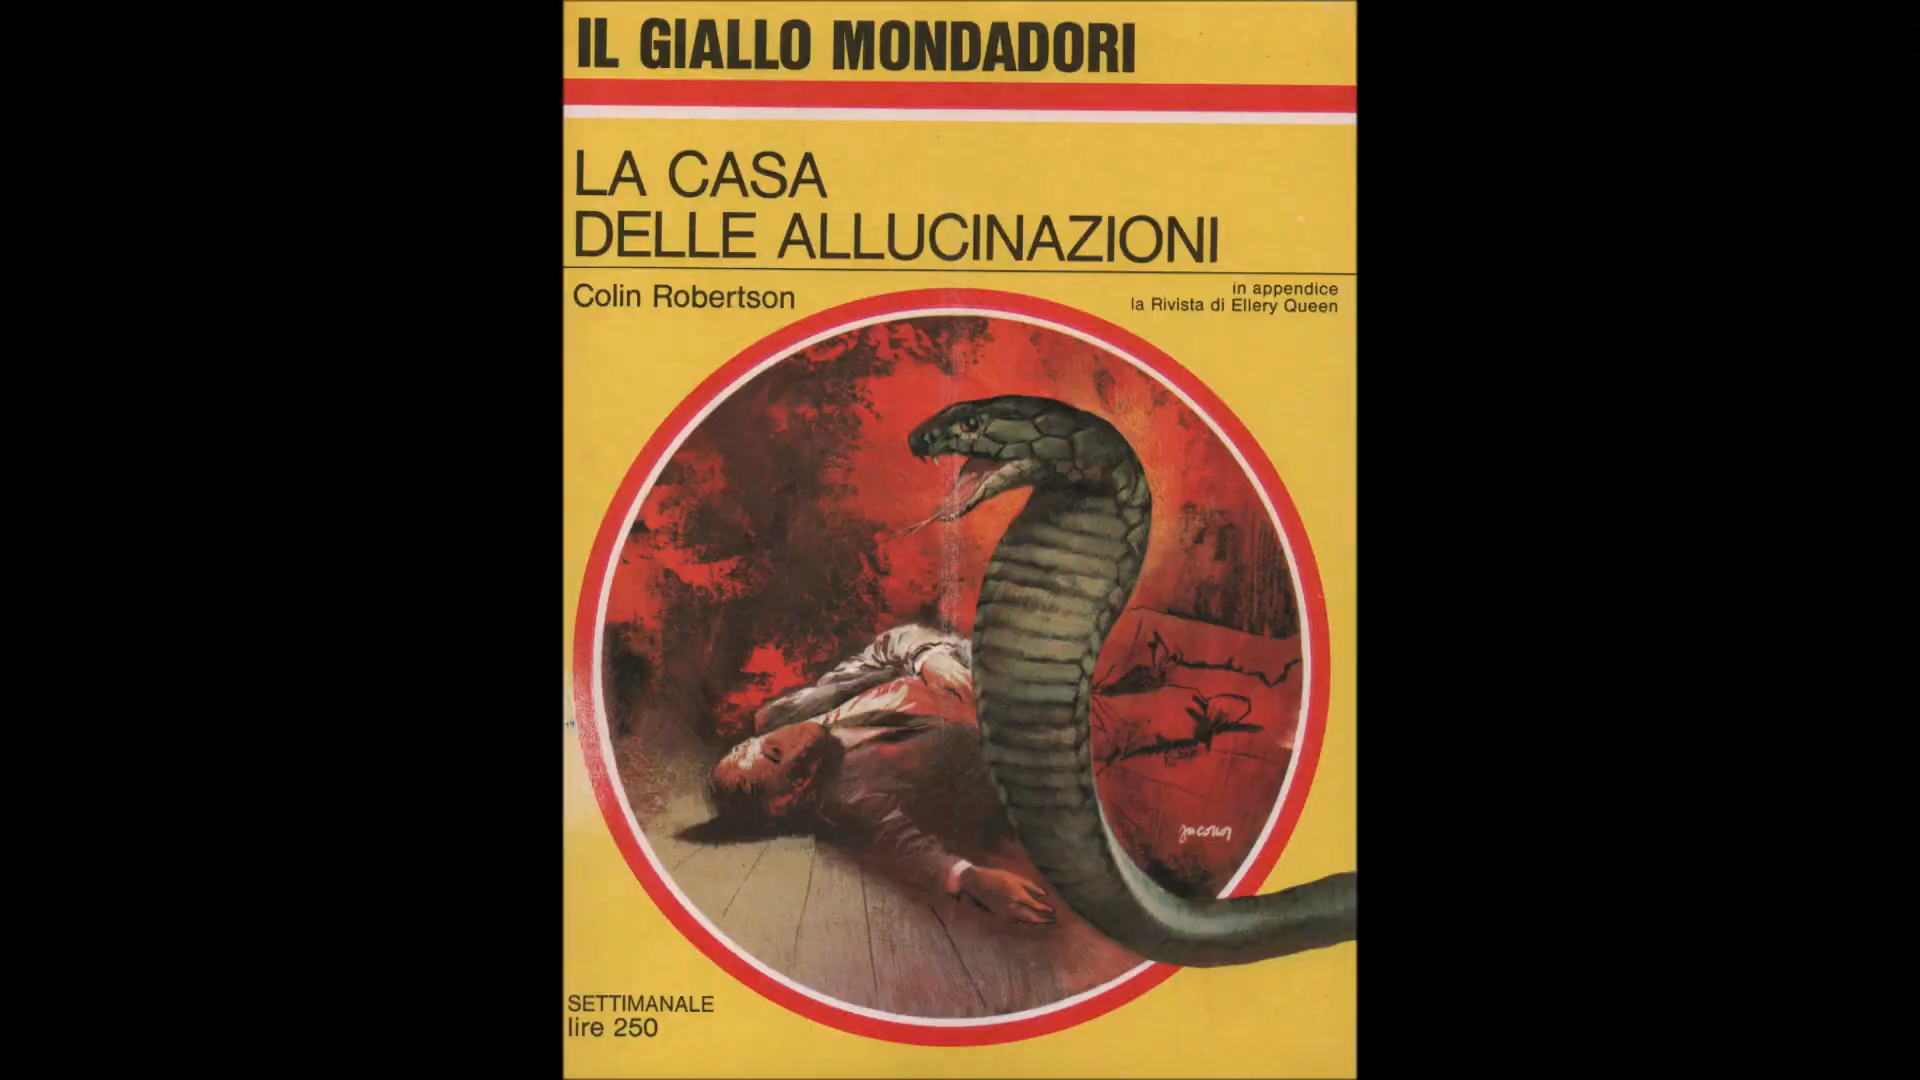 IL GIALLO MONDADORI
LA CASA
DELLE ALLUCINAZIONI
Colin Robertson
in appendice
la Rivista di Ellery Queen
Jacono
SETTIMANALE
lire 250